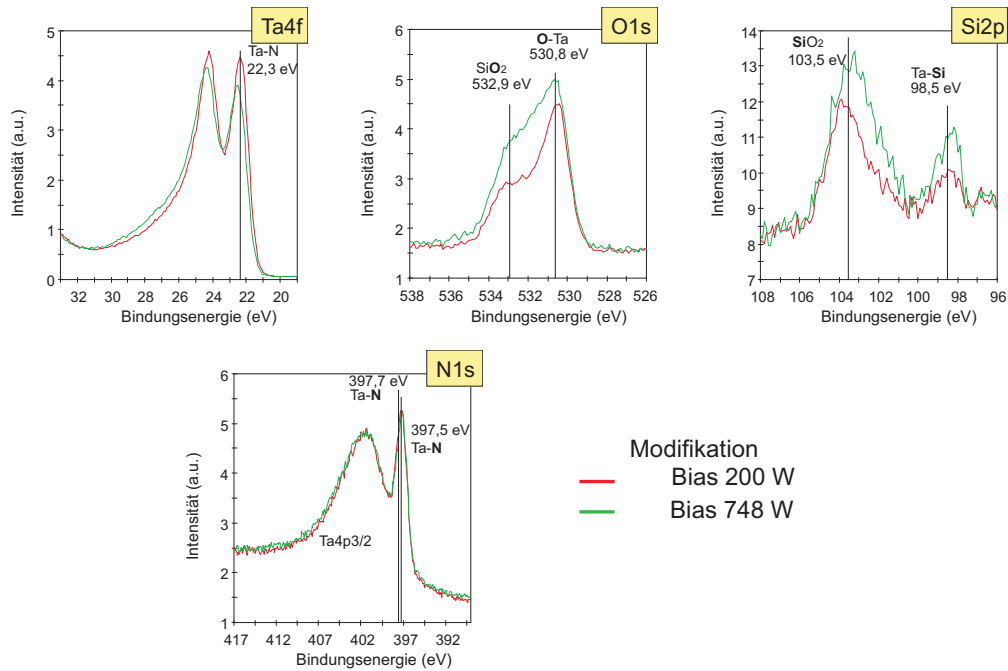 Ta4f
Ta-N
22,3 eV
Intensität (a.u.)
5
4
3
2
1
0
32 28 26 24 22 20
Bindungsenergie (eV)
O1s
O-Ta
530,8 eV
SiO2
532,9 eV
Intensität (a.u.)
6
5
4
3
2
1
538 536 534 532 530 528 526
Bindungsenergie (eV)
Si2p
SiO2
103,5 eV
Ta-Si
98,5 eV
Intensität (a.u.)
14
13
12
11
10
9
8
7
108 106 104 102 100 98 96
Bindungsenergie (eV)
N1s
397,7 eV
Ta-N
397,5 eV
Ta-N
Ta4p3/2
Intensität (a.u.)
6
5
4
3
2
1
417 412 407 402 397 392
Bindungsenergie (eV)
Modifikation
Bias 200 W
Bias 748 W